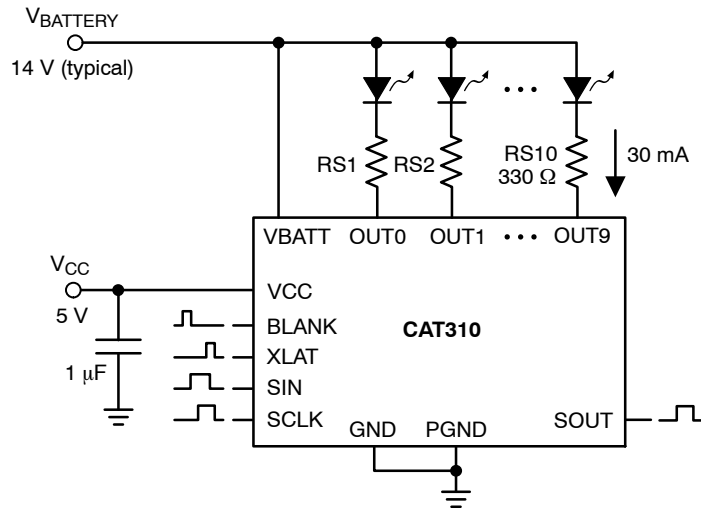 VBATTERY
14 V (typical)
RS1
RS2
RS10
330 Ω
30 mA
VBATT OUT0 OUT1 OUT9
VCC
5 V
1 μF
VCC
BLANK
XLAT
SIN
SCLK
CAT310
GND PGND
SOUT